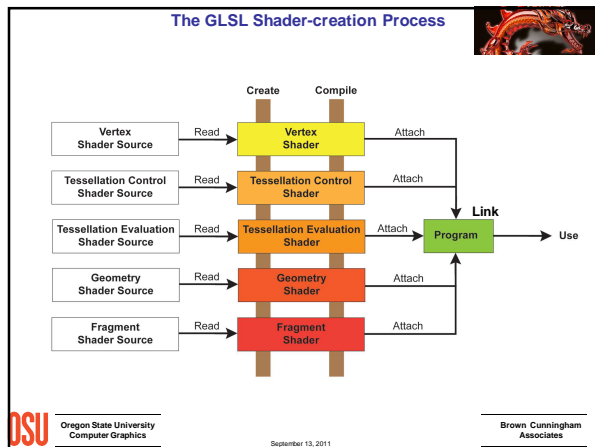 The GLSL Shader-creation Process
Create Compile
Vertex
Shader Source
Read
Vertex
Shader
Attach
Tessellation Control
Shader Source
Read
Tessellation Control
Shader
Attach
Tessellation Evaluation
Shader Source
Read
Tessellation Evaluation
Shader
Attach
Link
Program
Use
Geometry
Shader Source
Read
Geometry
Shader
Attach
Fragment
Shader Source
Read
Fragment
Shader
Attach
OSU
Oregon State University
Computer Graphics
September 13, 2011
Brown Cunningham
Associates